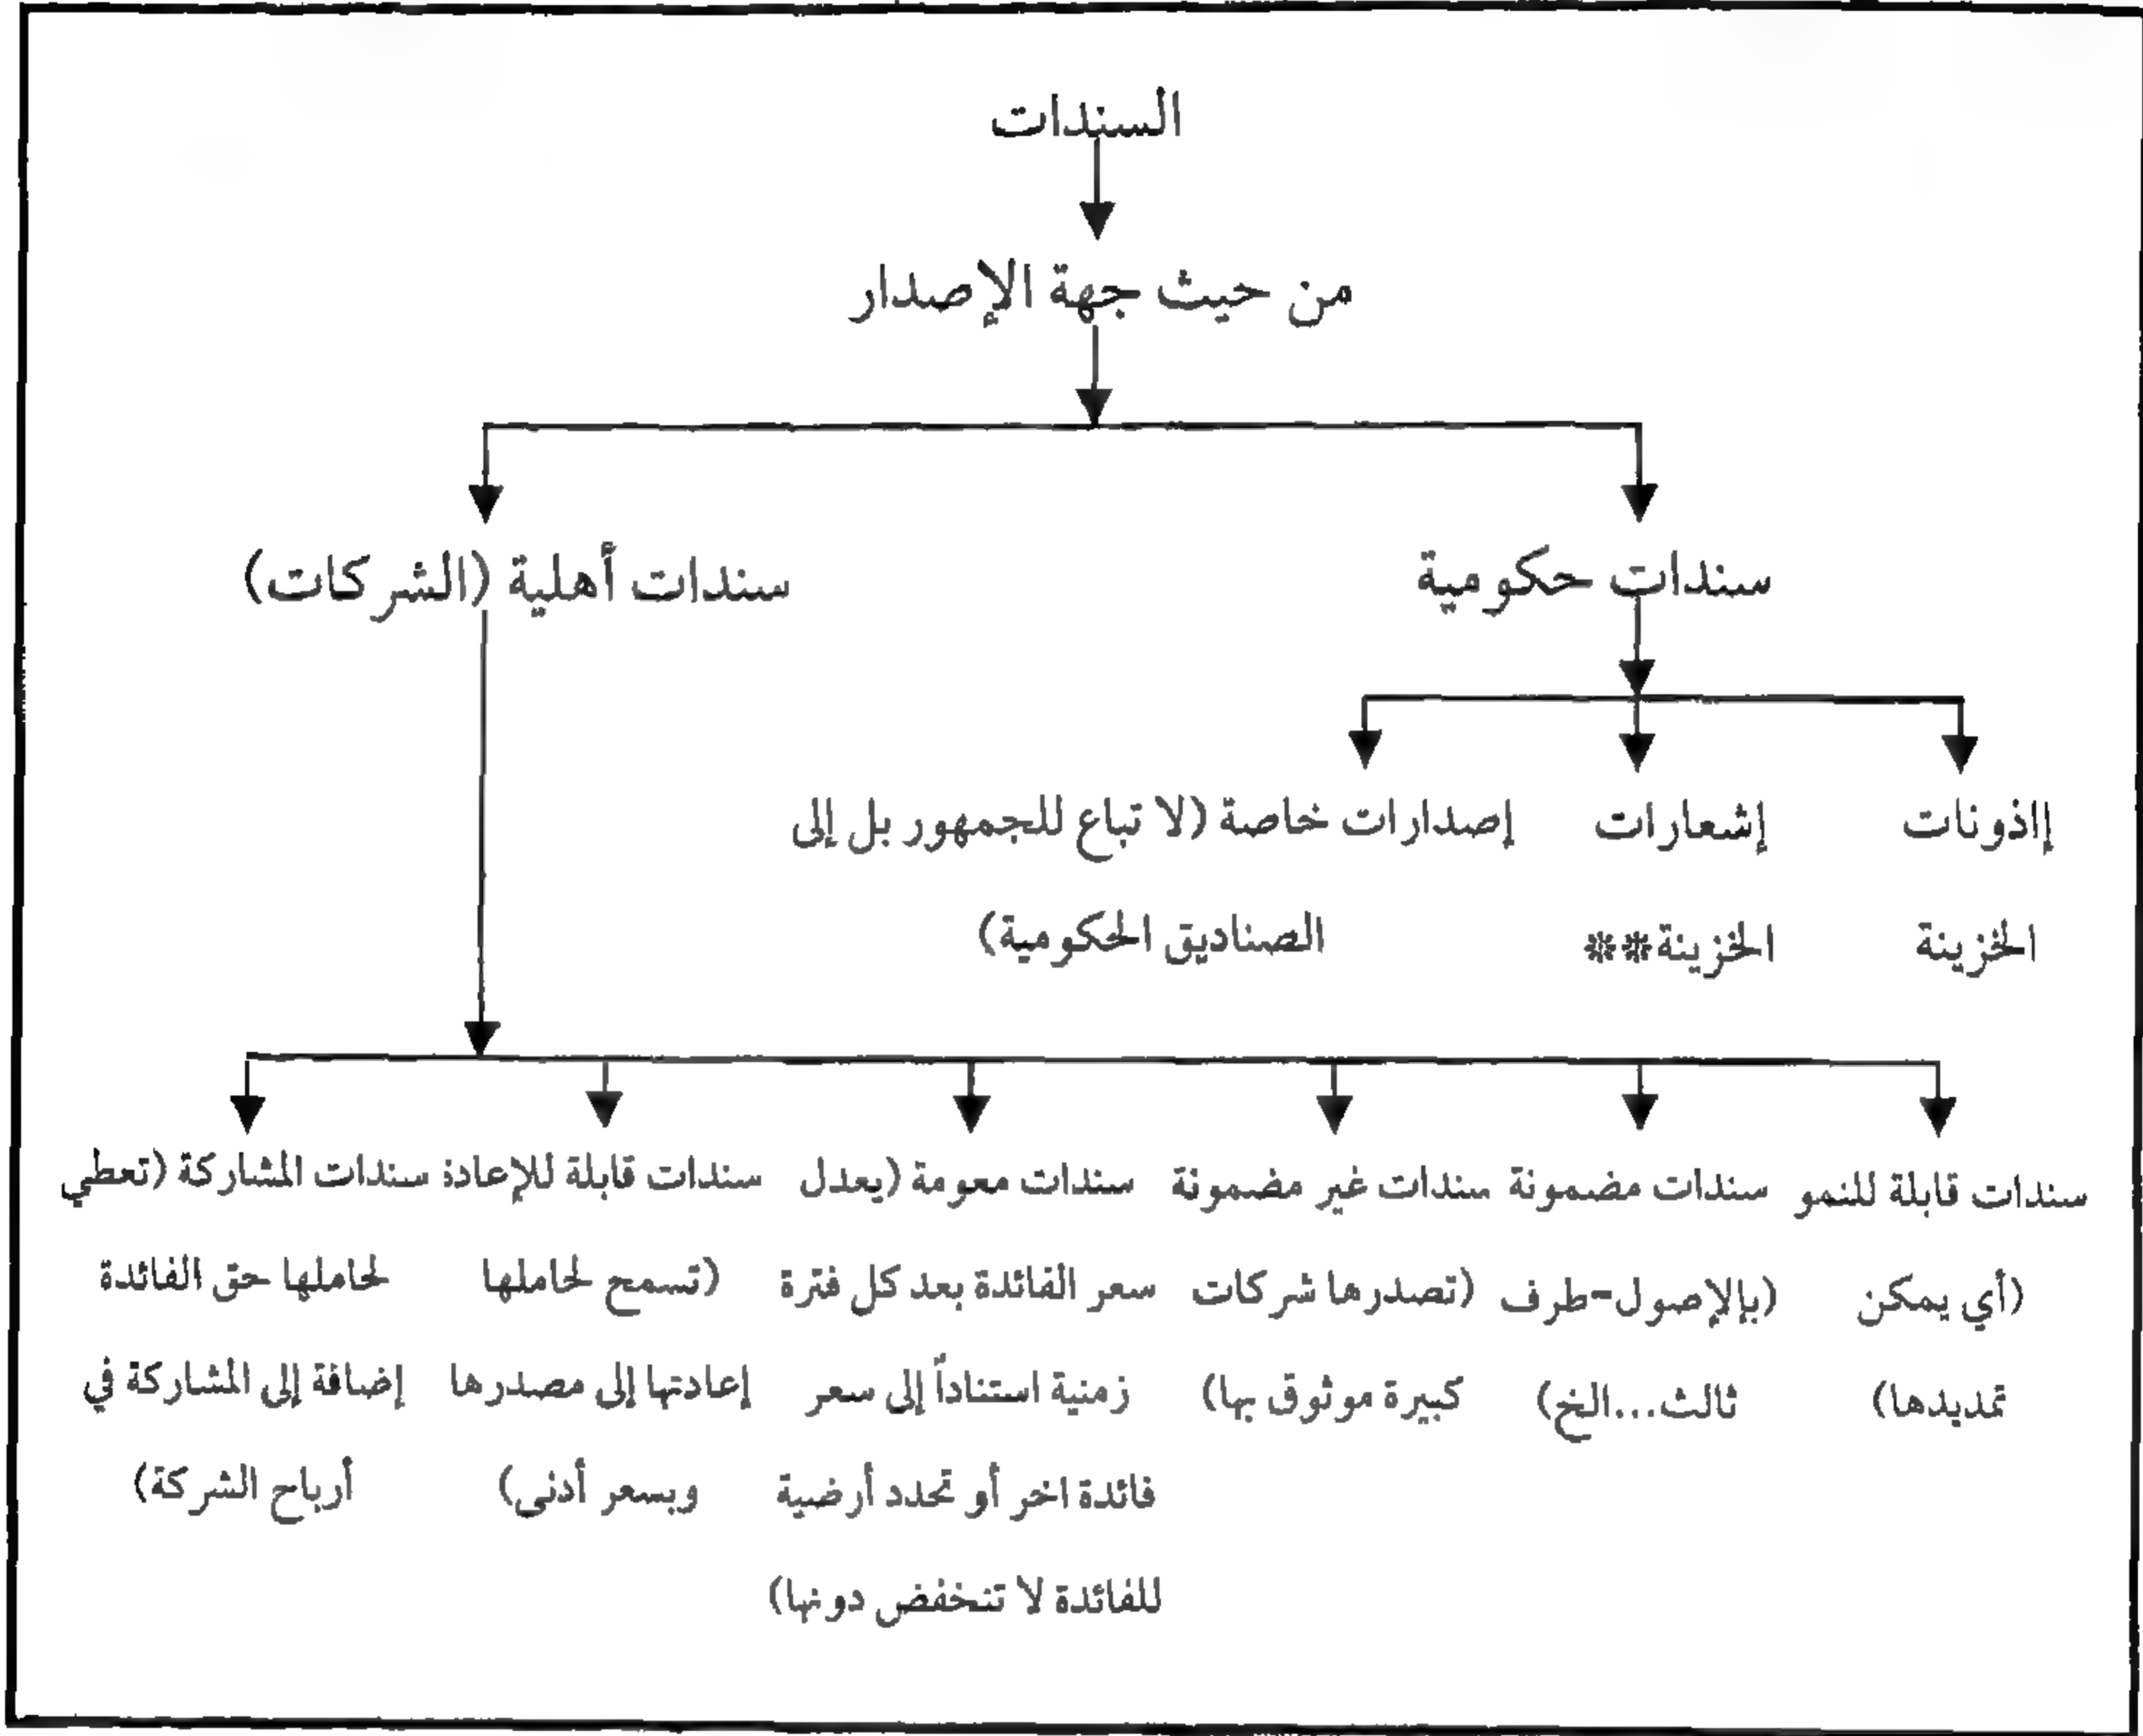 السندات
من حيث جهة الإصدار
سندات حكومية
سندات أهلية (الشركات)
إاذونات
الخزينة
إشعارات
الخزينة**
إصدارات خاصة (لا تباع للجمهور بل إلى
الصناديق الحكومية)
سندات قابلة للنمو
(أي يمكن
تمديدها)
سندات مضمونة
(بالإصول-طرف
ثالث...الخ)
سندات غير مضمونة
(تصدرها شركات
كبيرة موثوق بها)
سندات معومة (يعدل
سعر الفائدة بعد كل فترة
زمنية استناداً إلى سعر
فائدة اخر أو تحدد أرضية
للفائدة لا تنخفض دونها)
سندات قابلة للإعادة
(تسمح لحاملها
إعادتها إلى مصدرها
وبسعر أدنى)
سندات المشاركة (تعطي
لحاملها حق الفائدة
إضافة إلى المشاركة في
أرباح الشركة)